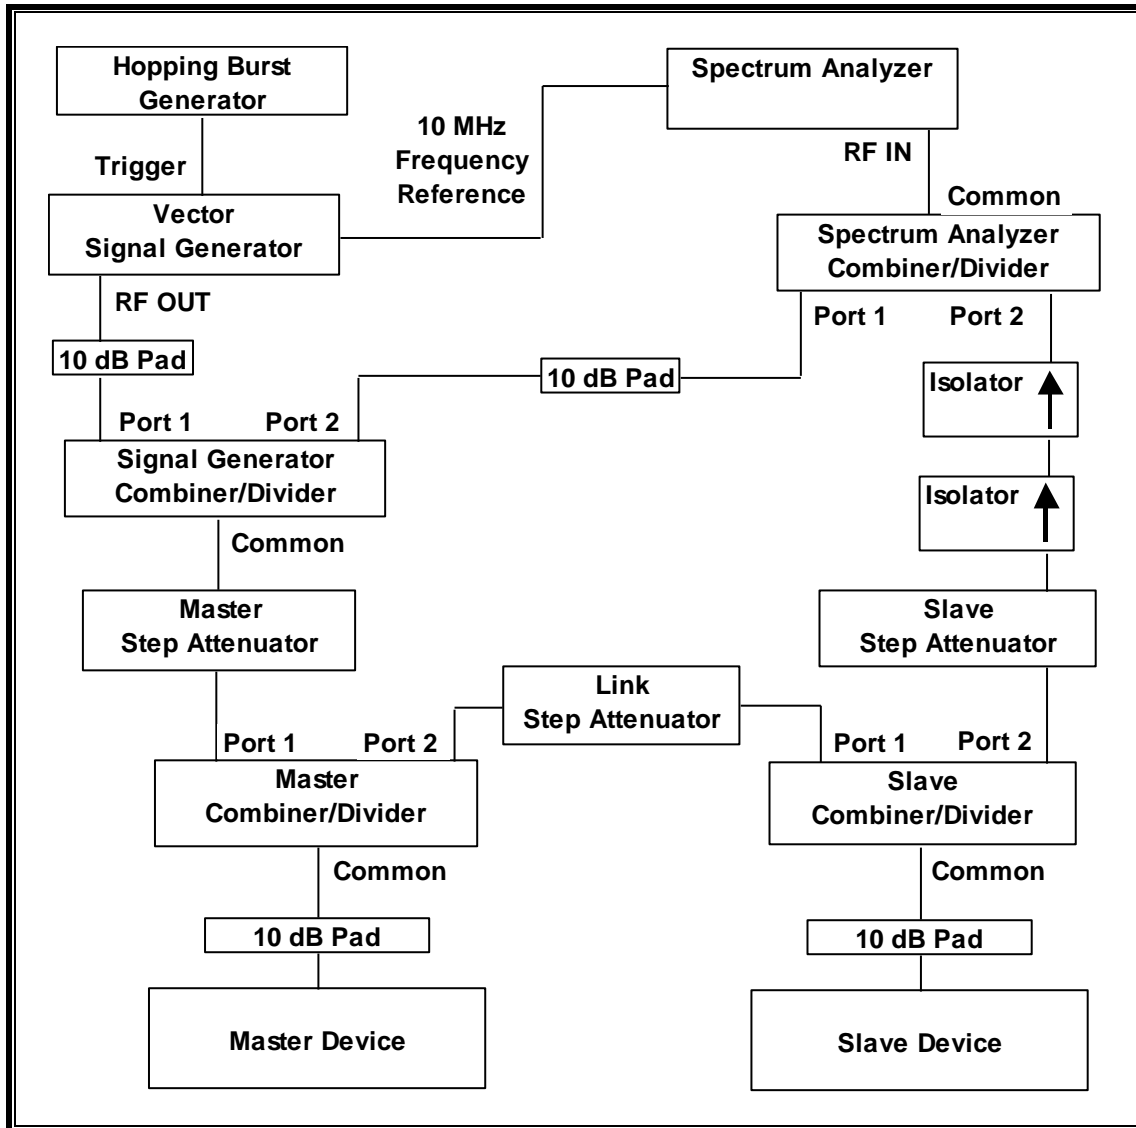 Hopping Burst
Generator
Spectrum Analyzer
10 MHz
Frequency
Reference
RF IN
Trigger
Common
Vector
Signal Generator
Spectrum Analyzer
Combiner/Divider
RF OUT
Port 1
Port 2
10 dB Pad
10 dB Pad
Isolator
Port 1
Port 2
Signal Generator
Combiner/Divider
Isolator
Common
Master
Step Attenuator
Slave
Step Attenuator
Link
Step Attenuator
Port 1
Port 2
Port 1
Port 2
Master
Combiner/Divider
Slave
Combiner/Divider
Common
Common
10 dB Pad
10 dB Pad
Master Device
Slave Device